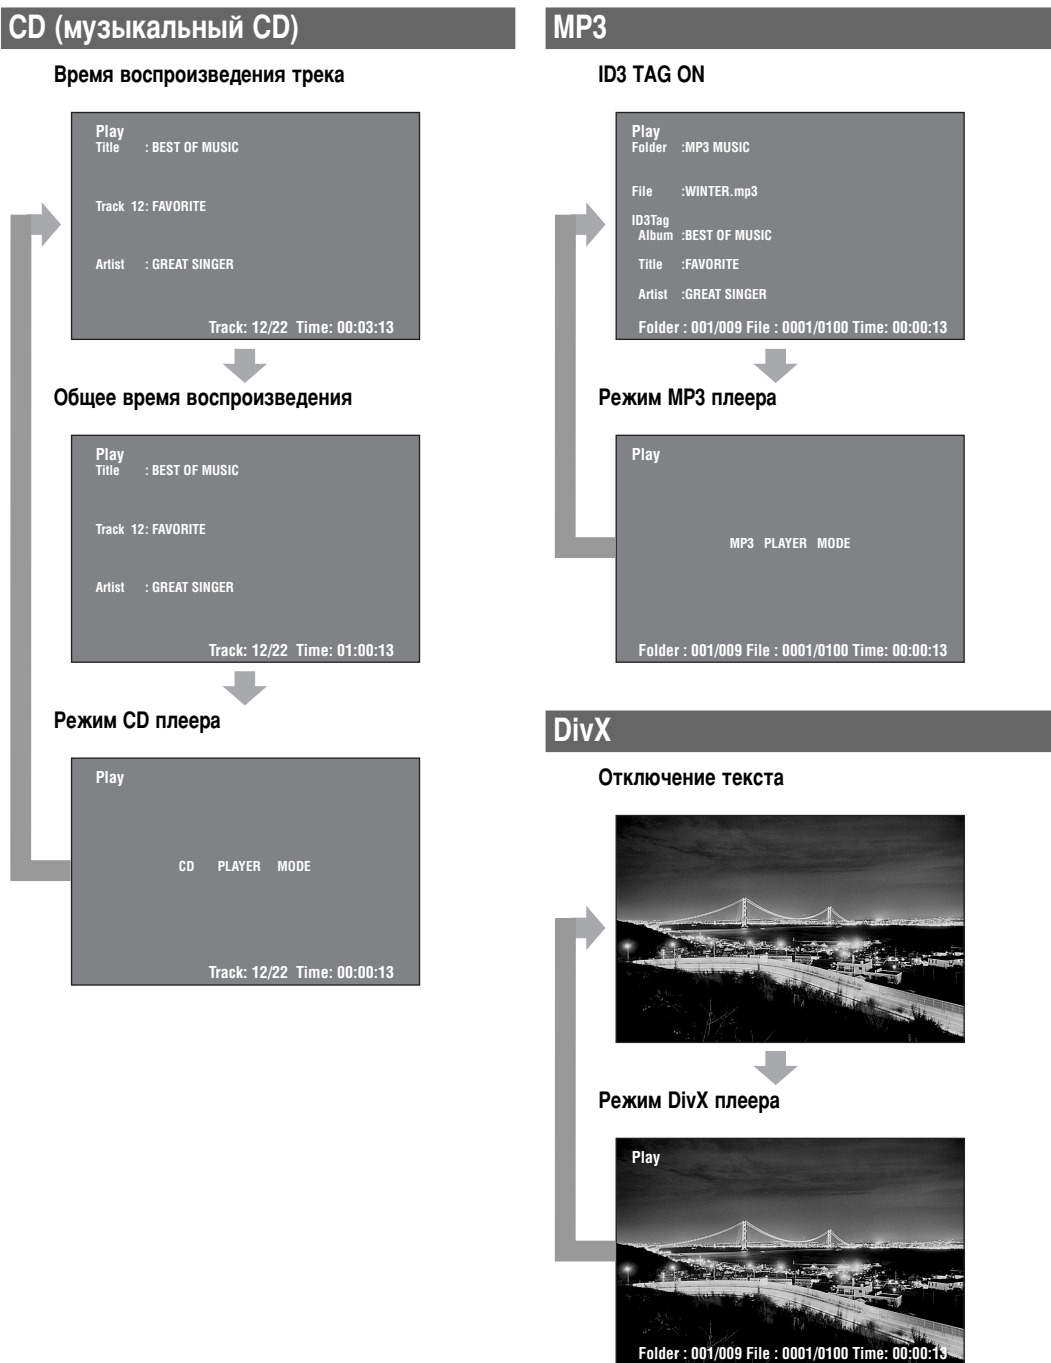 CD (музыкальный CD)
Время воспроизведения трека
Play
Title : BEST OF MUSIC
Track 12: FAVORITE
Artist : GREAT SINGER
Track: 12/22 Time: 00:03:13
Общее время воспроизведения
Play
Title : BEST OF MUSIC
Track 12: FAVORITE
Artist : GREAT SINGER
Track: 12/22 Time: 01:00:13
Режим CD плеера
Play
CD PLAYER MODE
Track: 12/22 Time: 00:00:13
MP3
ID3 TAG ON
Play
Folder :MP3 MUSIC
File :WINTER.mp3
ID3Tag
Album :BEST OF MUSIC
Title :FAVORITE
Artist :GREAT SINGER
Folder : 001/009 File : 0001/0100 Time: 00:00:13
Режим MP3 плеера
Play
MP3 PLAYER MODE
Folder : 001/009 File : 0001/0100 Time: 00:00:13
DivX
Отключение текста
Режим DivX плеера
Play
Folder : 001/009 File : 0001/0100 Time: 00:00:13